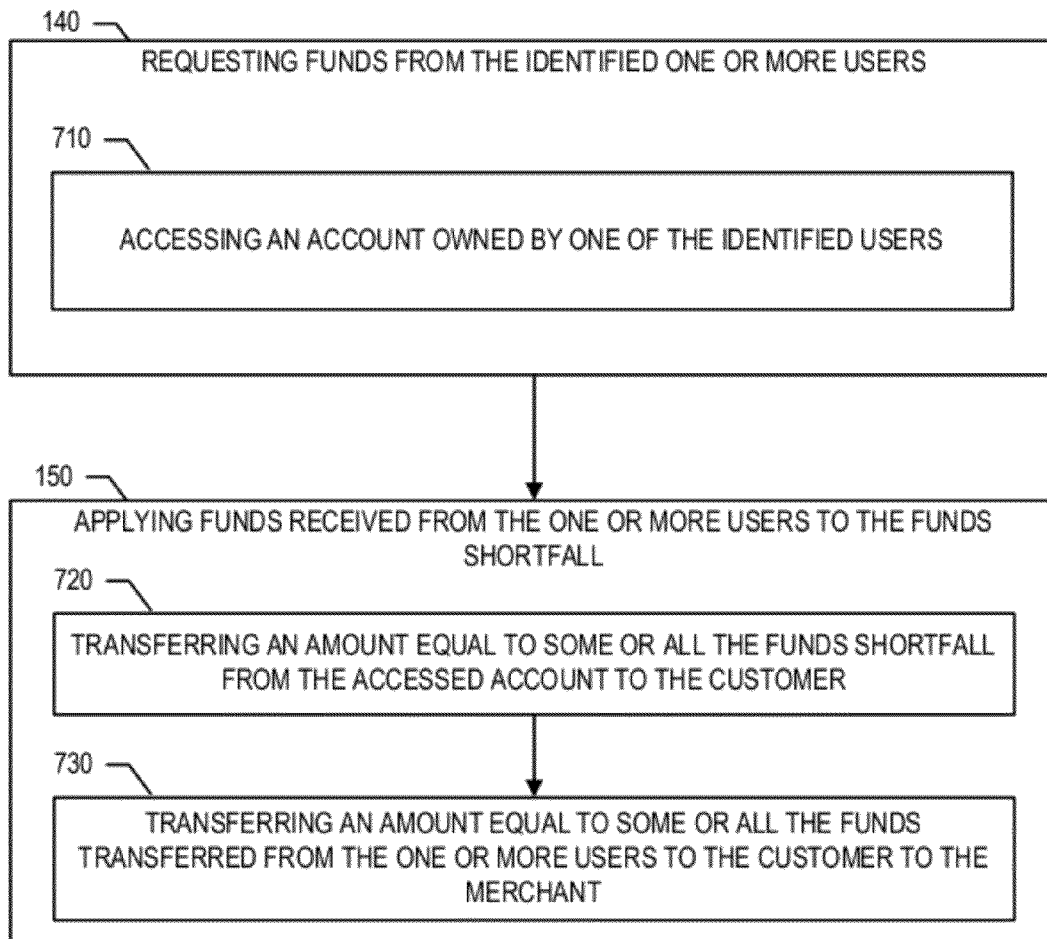 140
REQUESTING FUNDS FROM THE IDENTIFIED ONE OR MORE USERS
710
ACCESSING AN ACCOUNT OWNED BY ONE OF THE IDENTIFIED USERS
150
APPLYING FUNDS RECEIVED FROM THE ONE OR MORE USERS TO THE FUNDS
SHORTFALL
720
TRANSFERRING AN AMOUNT EQUAL TO SOME OR ALL THE FUNDS SHORTFALL
FROM THE ACCESSED ACCOUNT TO THE CUSTOMER
730
TRANSFERRING AN AMOUNT EQUAL TO SOME OR ALL THE FUNDS
TRANSFERRED FROM THE ONE OR MORE USERS TO THE CUSTOMER TO THE
MERCHANT